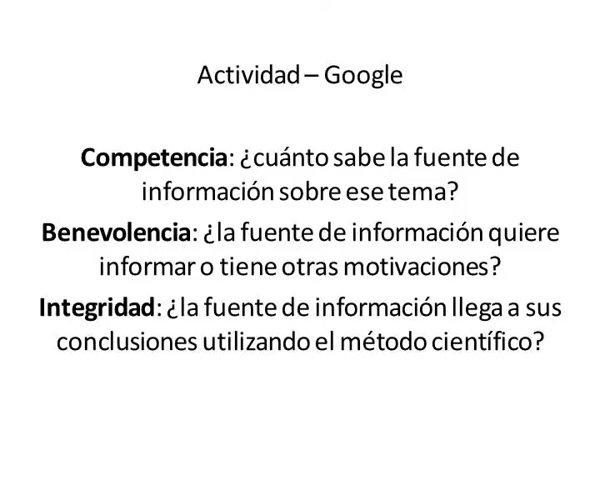 Actividad – Google
Competencia: ¿cuánto sabe la fuente de
información sobre ese tema?
Benevolencia: ¿la fuente de información quiere
informar o tiene otras motivaciones?
Integridad: ¿la fuente de información llega a sus
conclusiones utilizando el método científico?